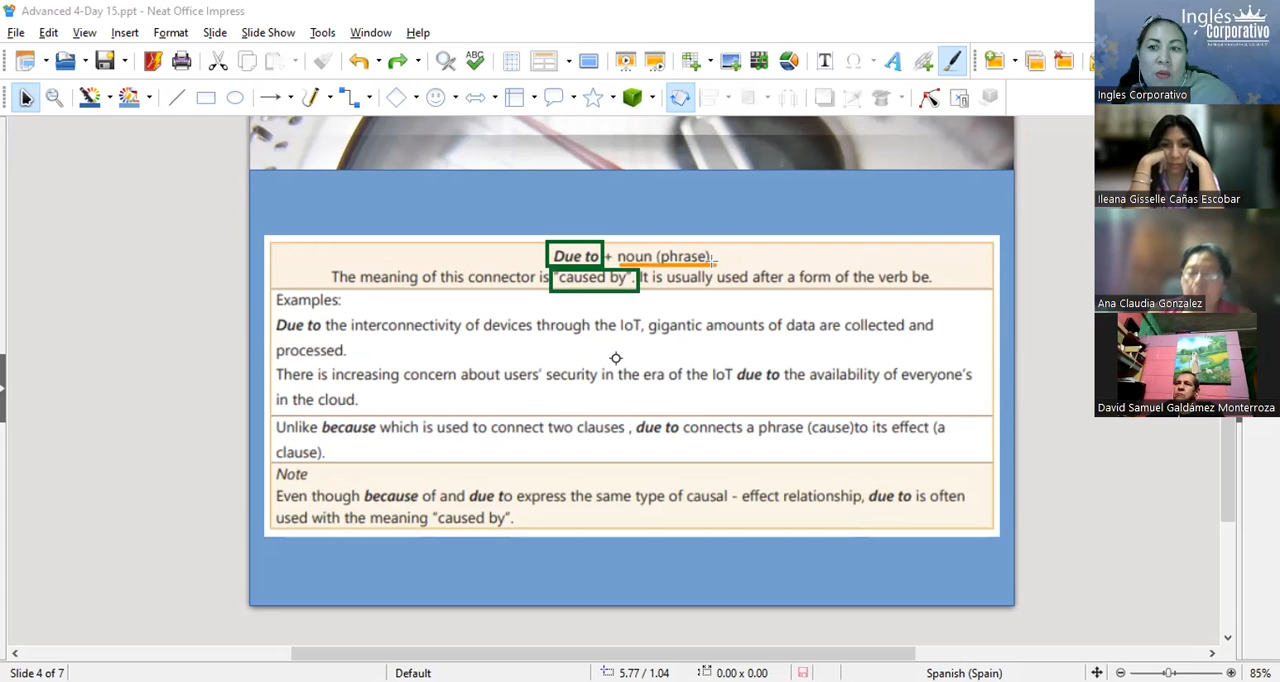 Advanced 4-Day 15.ppt - Neat Office Impress
File Edit View Insert Format Slide Slide Show Tools Window Help
Inglés
Corporativo
Ingles Corporativo
Ileana Gisselle Cañas Escobar
Ana Claudia Gonzalez
David Samuel Galdámez Monterroza
Due to + noun (phrase).
The meaning of this connector is "caused by". It is usually used after a form of the verb be.
Examples:
Due to the interconnectivity of devices through the IoT, gigantic amounts of data are collected and
processed.
There is increasing concern about users' security in the era of the IoT due to the availability of everyone's
in the cloud.
Unlike because which is used to connect two clauses , due to connects a phrase (cause)to its effect (a
clause).
Note
Even though because of and due to express the same type of causal - effect relationship, due to is often
used with the meaning "caused by".
Slide 4 of 7 Default 5.77 / 1.04 0.00 x 0.00 Spanish (Spain) 85%